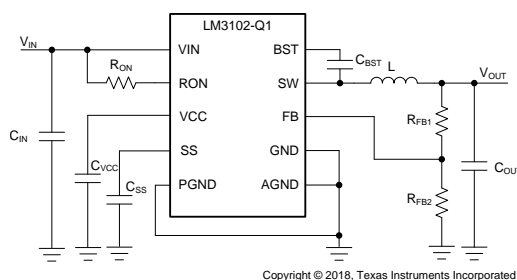 LM3102-Q1
VIN
VIN
RON
RON
VCC
SS
PGND
BST
SW
FB
GND
AGND
CIN
CVCC
CSS
CBST
L
VOUT
RFB1
RFB2
COU
Copyright © 2018, Texas Instruments Incorporated